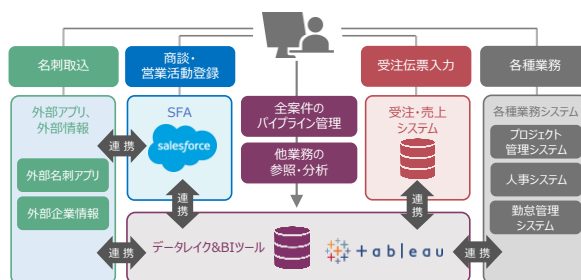 名刺取込
商談・
営業活動登録
受注伝票入力
各種業務
外部アプリ、
外部情報
外部名刺アプリ
外部企業情報
連携
SFA
salesforce
全案件の
パイプライン管理
他業務の
参照・分析
受注・売上
システム
各種業務システム
プロジェクト
管理システム
人事システム
勤怠管理
システム
連携
連携
連携
データレイク&BIツール
+ableau
連携